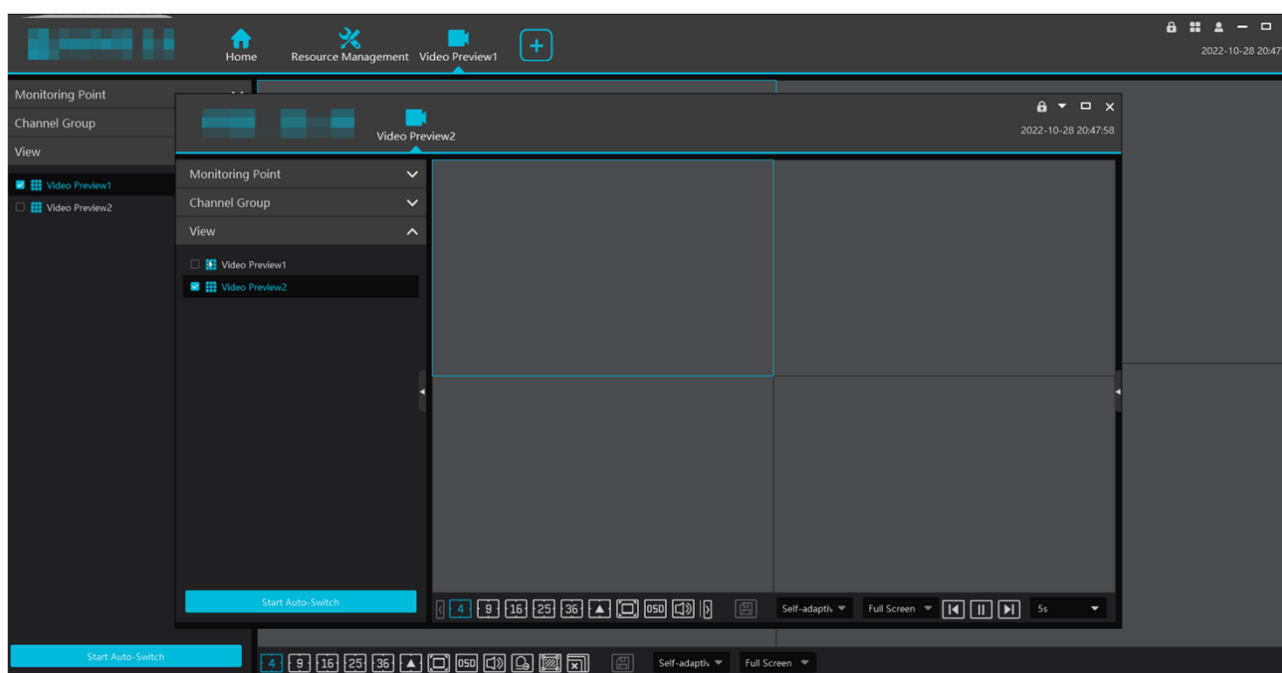 Home
Resource Management
Video Preview1
2022-10-28 20:47
Monitoring Point
Channel Group
View
Video Preview1
Video Preview2
Start Auto-Switch
Video Preview2
2022-10-28 20:47:58
Monitoring Point
Channel Group
View
Video Preview1
Video Preview2
Start Auto-Switch
4 9 16 25 36 OSD Self-adaptiv Full Screen 5s
4 9 16 25 36 OSD Self-adaptiv Full Screen